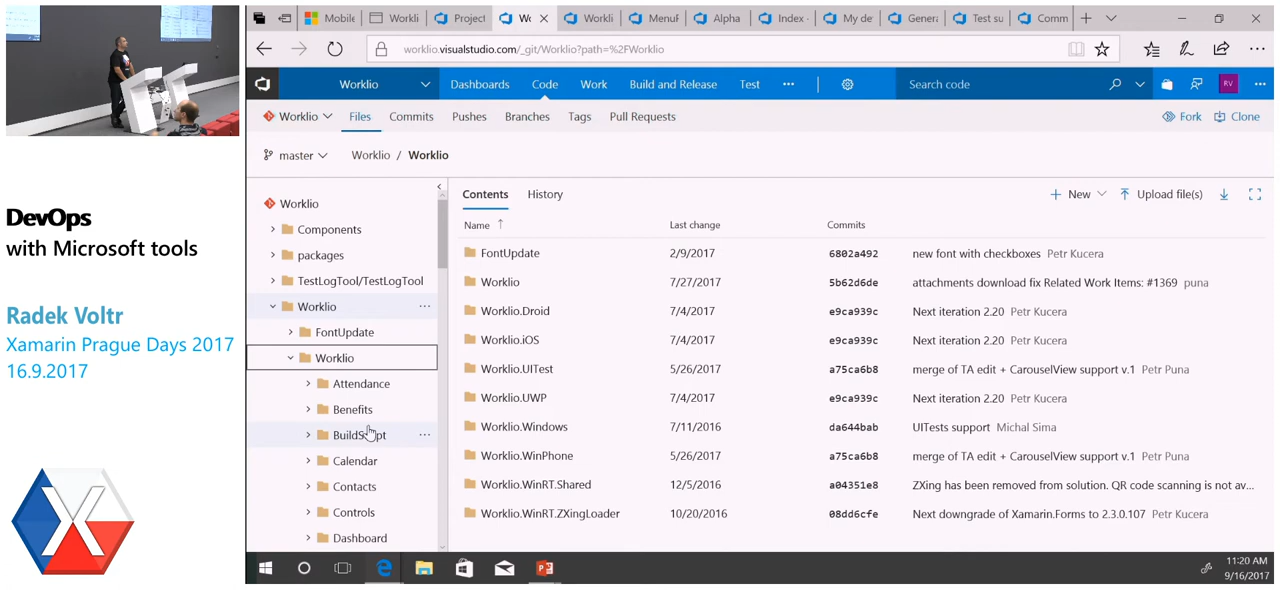 DevOps
with Microsoft tools
Radek Voltr
Xamarin Prague Days 2017
16.9.2017
Mobile
Workli
Project
Wo
Workli
MenuF
Alpha
Index -
My de
Genera
Test su
Comm
worklio.visualstudio.com/_git/Worklio?path=%2FWorklio
Worklio Dashboards Code Work Build and Release Test ··· Search code RV ···
Worklio Files Commits Pushes Branches Tags Pull Requests Fork Clone
master Worklio / Worklio
Worklio
Components
packages
TestLogTool/TestLogTool
Worklio ···
FontUpdate
Worklio
Attendance
Benefits
BuildScript ···
Calendar
Contacts
Controls
Dashboard
Contents History + New Upload file(s)
Name ↑ Last change Commits
FontUpdate 2/9/2017 6802a492 new font with checkboxes Petr Kucera
Worklio 7/27/2017 5b62d6de attachments download fix Related Work Items: #1369 puna
Worklio.Droid 7/4/2017 e9ca939c Next iteration 2.20 Petr Kucera
Worklio.iOS 7/4/2017 e9ca939c Next iteration 2.20 Petr Kucera
Worklio.UITest 5/26/2017 a75ca6b8 merge of TA edit + CarouselView support v.1 Petr Puna
Worklio.UWP 7/4/2017 e9ca939c Next iteration 2.20 Petr Kucera
Worklio.Windows 7/11/2016 da644bab UITests support Michal Sima
Worklio.WinPhone 5/26/2017 a75ca6b8 merge of TA edit + CarouselView support v.1 Petr Puna
Worklio.WinRT.Shared 12/5/2016 a04351e8 ZXing has been removed from solution. QR code scanning is not av...
Worklio.WinRT.ZXingLoader 10/20/2016 08dd6cfe Next downgrade of Xamarin.Forms to 2.3.0.107 Petr Kucera
11:20 AM
9/16/2017